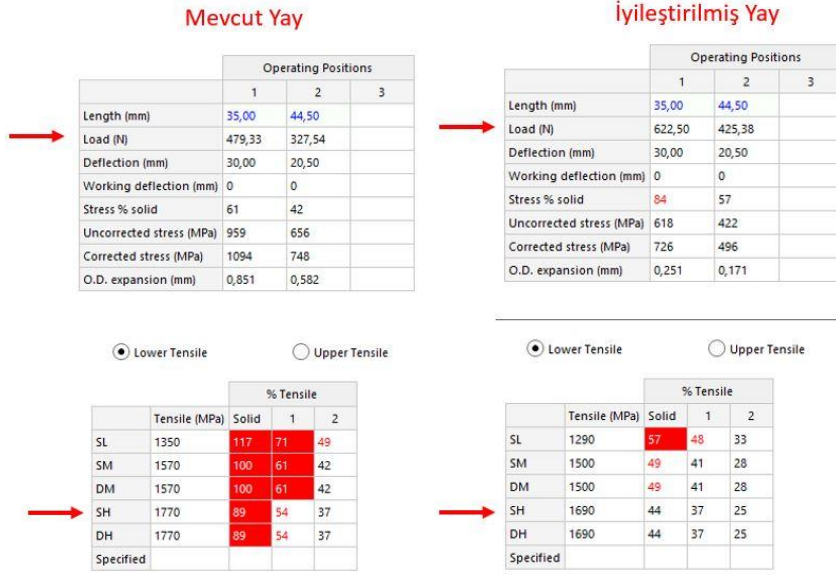 Mevcut Yay
Operating Positions
1 2 3
Length (mm) 35,00 44,50
Load (N) 479,33 327,54
Deflection (mm) 30,00 20,50
Working deflection (mm) 0 0
Stress % solid 61 42
Uncorrected stress (MPa) 959 656
Corrected stress (MPa) 1094 748
O.D. expansion (mm) 0,851 0,582
Lower Tensile Upper Tensile
% Tensile
Tensile (MPa) Solid 1 2
SL 1350 117 71 49
SM 1570 100 61 42
DM 1570 100 61 42
SH 1770 89 54 37
DH 1770 89 54 37
Specified
İyileştirilmiş Yay
Operating Positions
1 2 3
Length (mm) 35,00 44,50
Load (N) 622,50 425,38
Deflection (mm) 30,00 20,50
Working deflection (mm) 0 0
Stress % solid 84 57
Uncorrected stress (MPa) 618 422
Corrected stress (MPa) 726 496
O.D. expansion (mm) 0,251 0,171
Lower Tensile Upper Tensile
% Tensile
Tensile (MPa) Solid 1 2
SL 1290 57 48 33
SM 1500 49 41 28
DM 1500 49 41 28
SH 1690 44 37 25
DH 1690 44 37 25
Specified